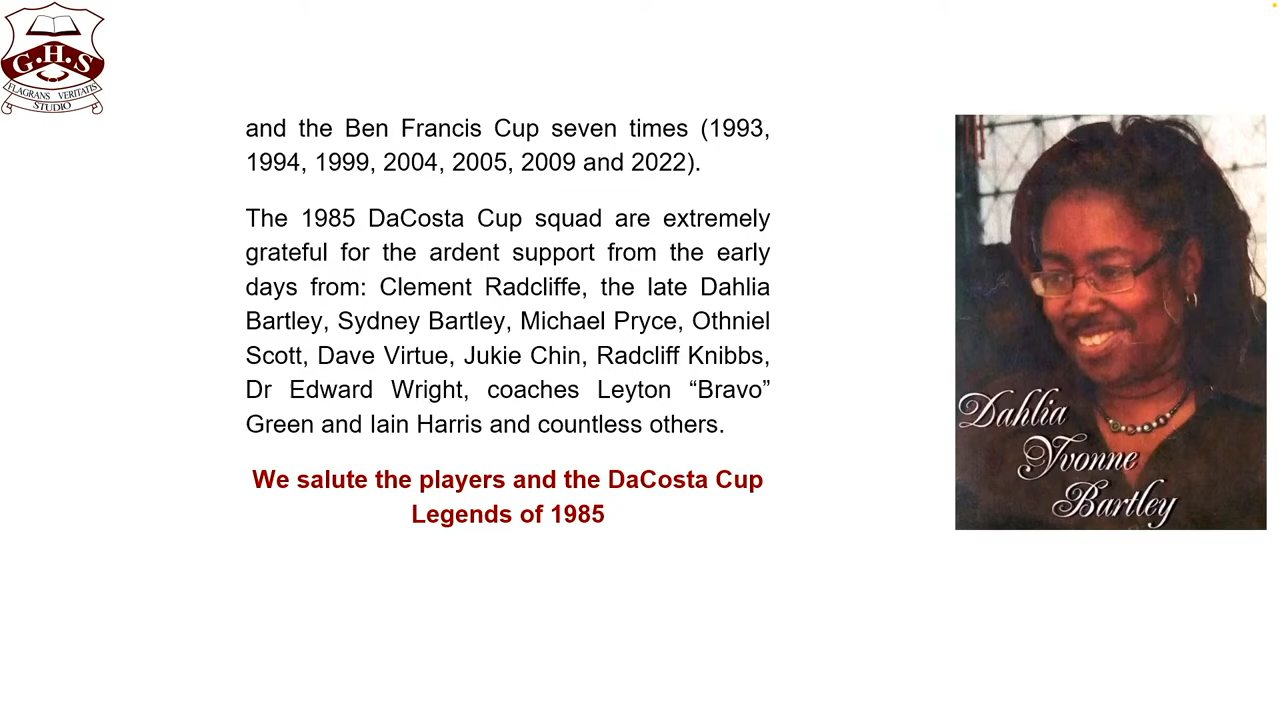 G.H.S
FLAGRANS VERITATIS
STUDIO
and the Ben Francis Cup seven times (1993,
1994, 1999, 2004, 2005, 2009 and 2022).
The 1985 DaCosta Cup squad are extremely
grateful for the ardent support from the early
days from: Clement Radcliffe, the late Dahlia
Bartley, Sydney Bartley, Michael Pryce, Othniel
Scott, Dave Virtue, Jukie Chin, Radcliff Knibbs,
Dr Edward Wright, coaches Leyton “Bravo”
Green and Iain Harris and countless others.
We salute the players and the DaCosta Cup
Legends of 1985
Dahlia
Yvonne
Bartley